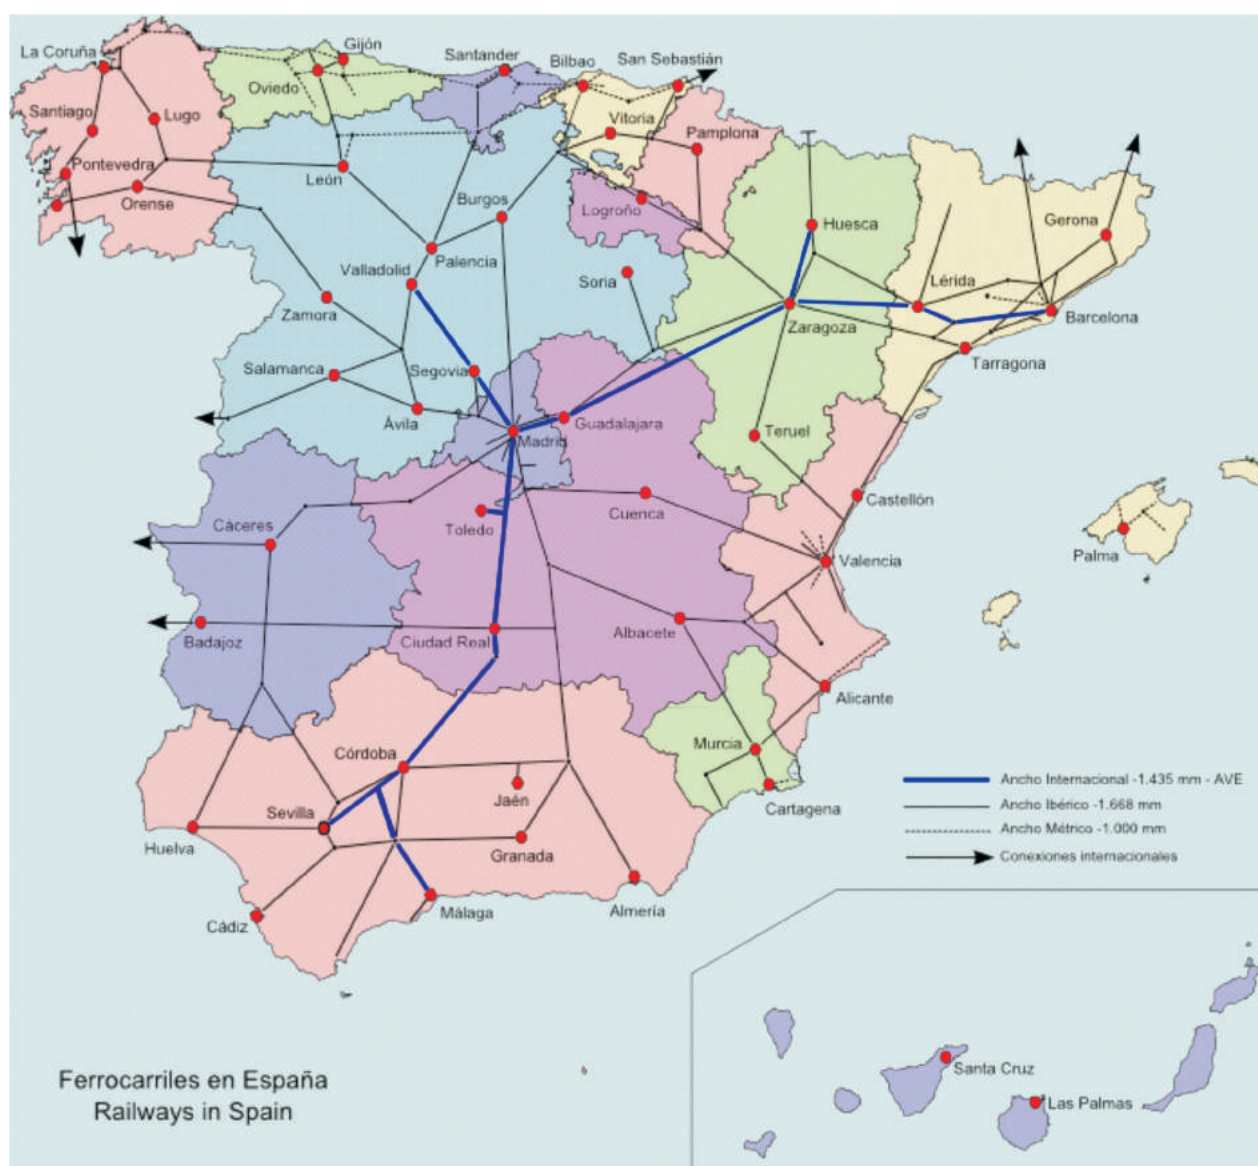 La Coruña
Gijón
Santander
Bilbao
San Sebastián
Oviedo
Santiago
Lugo
Vitoria
Pamplona
Pontevedra
León
Orense
Burgos
Logroño
Huesca
Gerona
Palencia
Valladolid
Soria
Lérida
Zamora
Zaragoza
Barcelona
Salamanca
Segovia
Tarragona
Ávila
Guadalajara
Madrid
Teruel
Castellón
Toledo
Cuenca
Cáceres
Palma
Valencia
Badajoz
Ciudad Real
Albacete
Alicante
Murcia
Córdoba
Jaén
Cartagena
Sevilla
Huelva
Granada
Cádiz
Málaga
Almería
Ancho Internacional -1.435 mm - AVE
Ancho Ibérico -1.668 mm
Ancho Métrico -1.000 mm
Conexiones internacionales
Santa Cruz
Las Palmas
Ferrocarriles en España
Railways in Spain